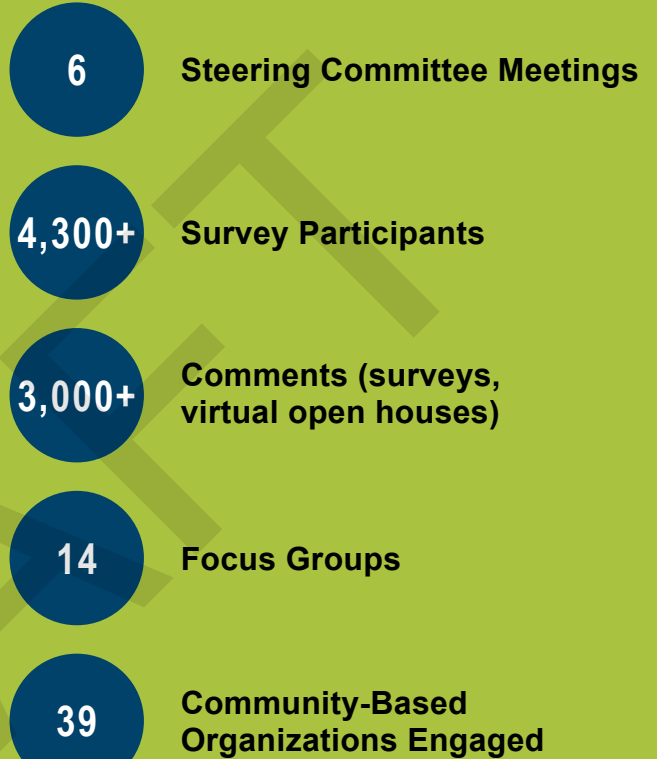 6
Steering Committee Meetings
4,300+
Survey Participants
3,000+
Comments (surveys,
virtual open houses)
14
Focus Groups
39
Community-Based
Organizations Engaged